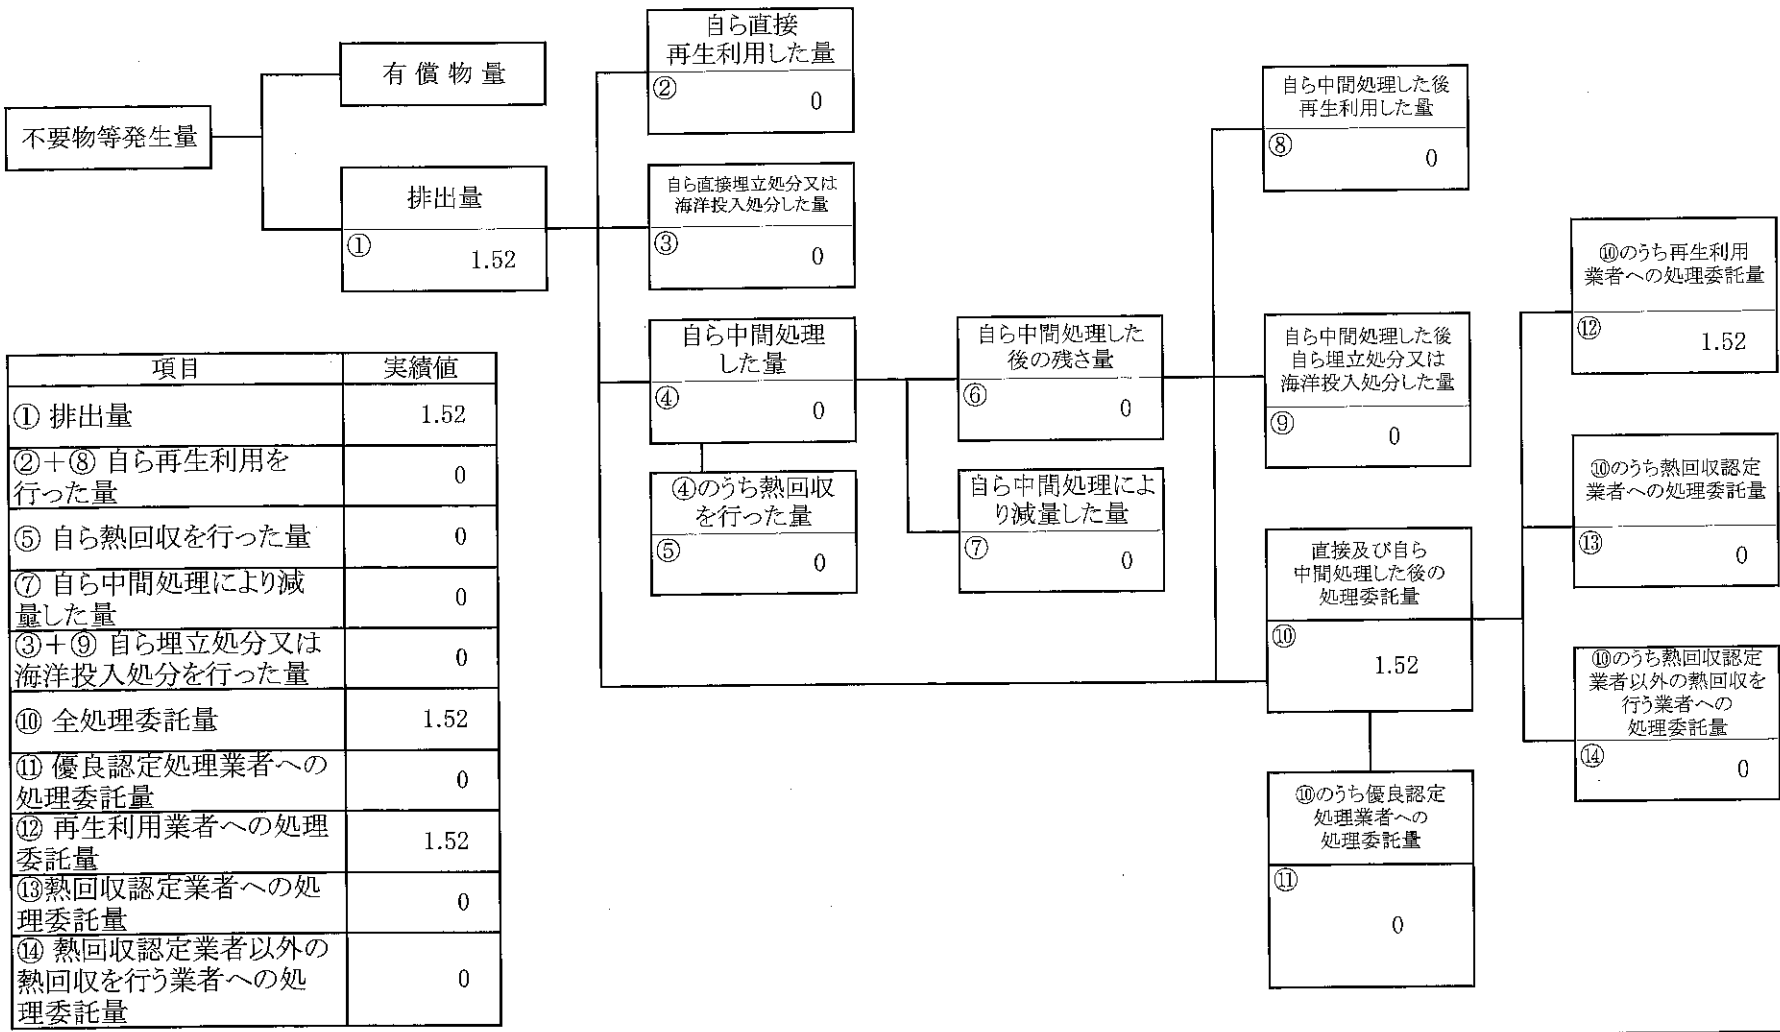 不要物等発生量
有償物量
排出量
①
1.52
自ら直接
再生利用した量
②
0
自ら直接埋立処分又は
海洋投入処分した量
③
0
自ら中間処理
した量
④
0
④のうち熱回収
を行った量
⑤
0
自ら中間処理した
後の残さ量
⑥
0
自ら中間処理によ
り減量した量
⑦
0
自ら中間処理した後
再生利用した量
⑧
0
自ら中間処理した後
自ら埋立処分又は
海洋投入処分した量
⑨
0
直接及び自ら
中間処理した後の
処理委託量
⑩
1.52
⑩のうち優良認定
処理業者への
処理委託量
⑪
0
⑩のうち再生利用
業者への処理委託量
⑫
1.52
⑩のうち熱回収認定
業者への処理委託量
⑬
0
⑩のうち熱回収認定
業者以外の熱回収を
行う業者への
処理委託量
⑭
0
項目 実績値
① 排出量 1.52
②+⑧ 自ら再生利用を
行った量 0
⑤ 自ら熱回収を行った量 0
⑦ 自ら中間処理により減
量した量 0
③+⑨ 自ら埋立処分又は
海洋投入処分を行った量 0
⑩ 全処理委託量 1.52
⑪ 優良認定処理業者への
処理委託量 0
⑫ 再生利用業者への処理
委託量 1.52
⑬熱回収認定業者への処
理委託量 0
⑭ 熱回収認定業者以外の
熱回収を行う業者への処
理委託量 0